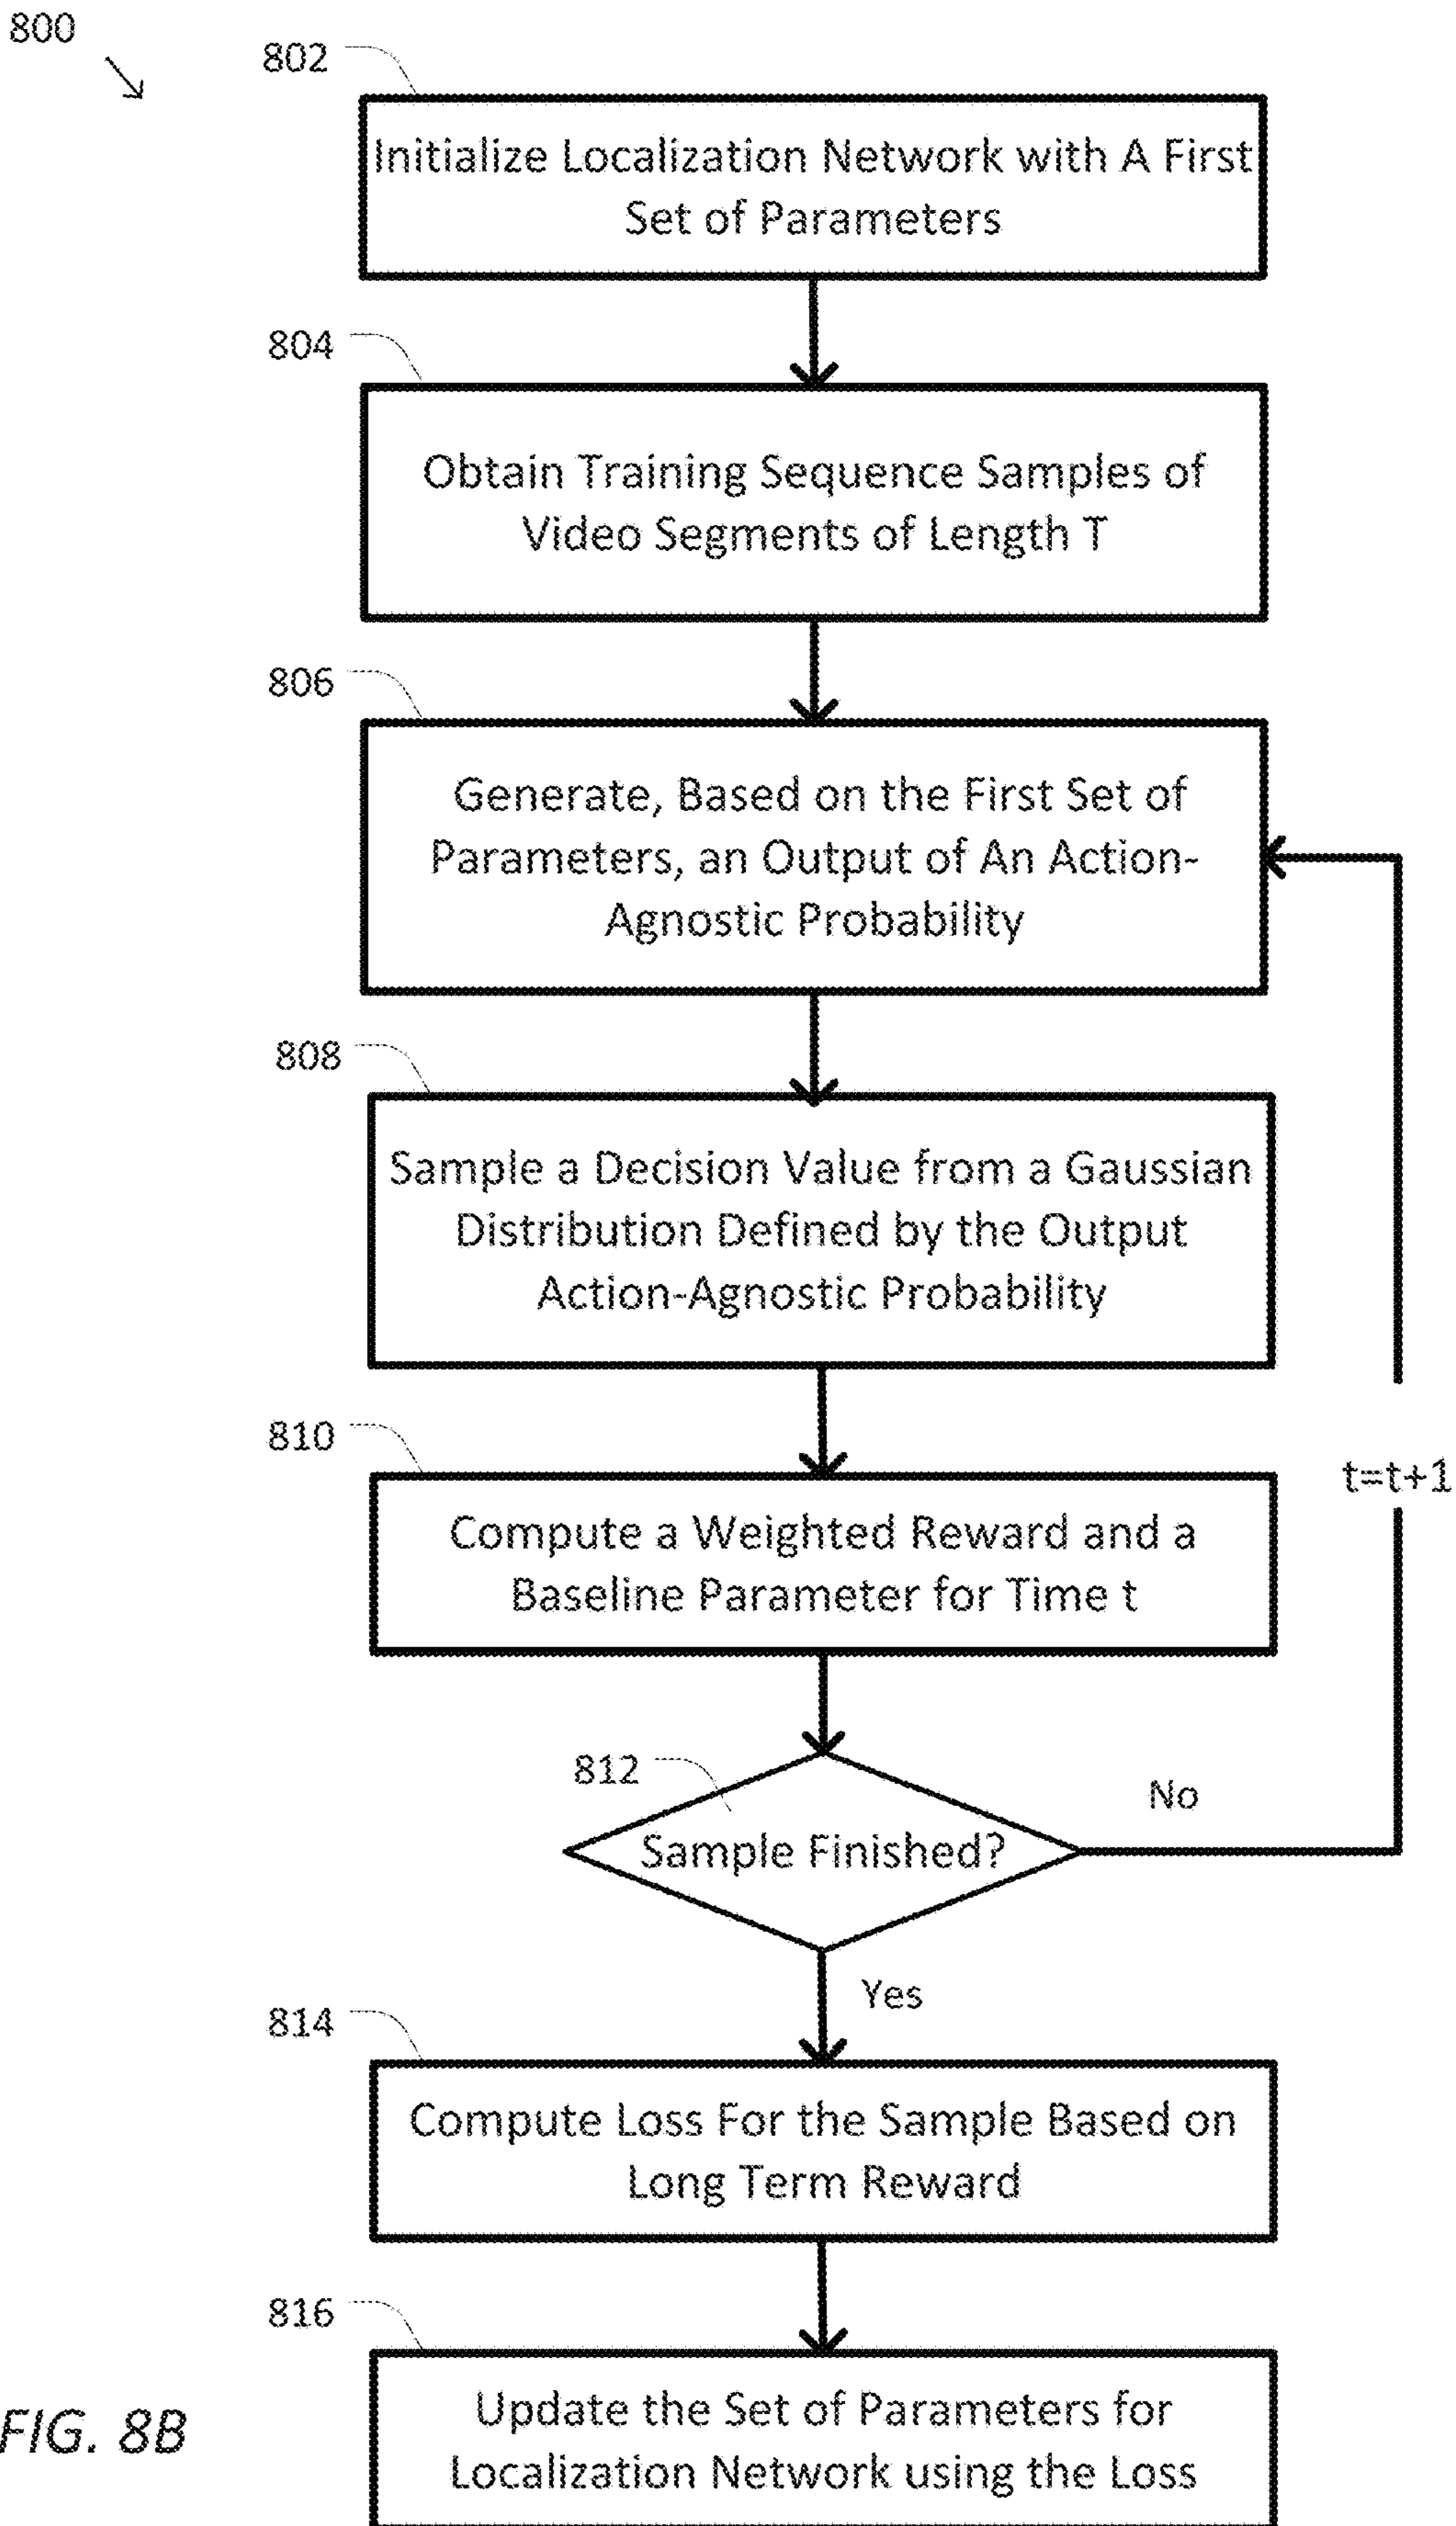 800
802
Initialize Localization Network with A First
Set of Parameters
804
Obtain Training Sequence Samples of
Video Segments of Length T
806
Generate, Based on the First Set of
Parameters, an Output of An Action-
Agnostic Probability
808
Sample a Decision Value from a Gaussian
Distribution Defined by the Output
Action-Agnostic Probability
810
t=t+1
Compute a Weighted Reward and a
Baseline Parameter for Time t
812
No
Sample Finished?
Yes
814
Compute Loss For the Sample Based on
Long Term Reward
816
Update the Set of Parameters for
Localization Network using the Loss
FIG. 8B